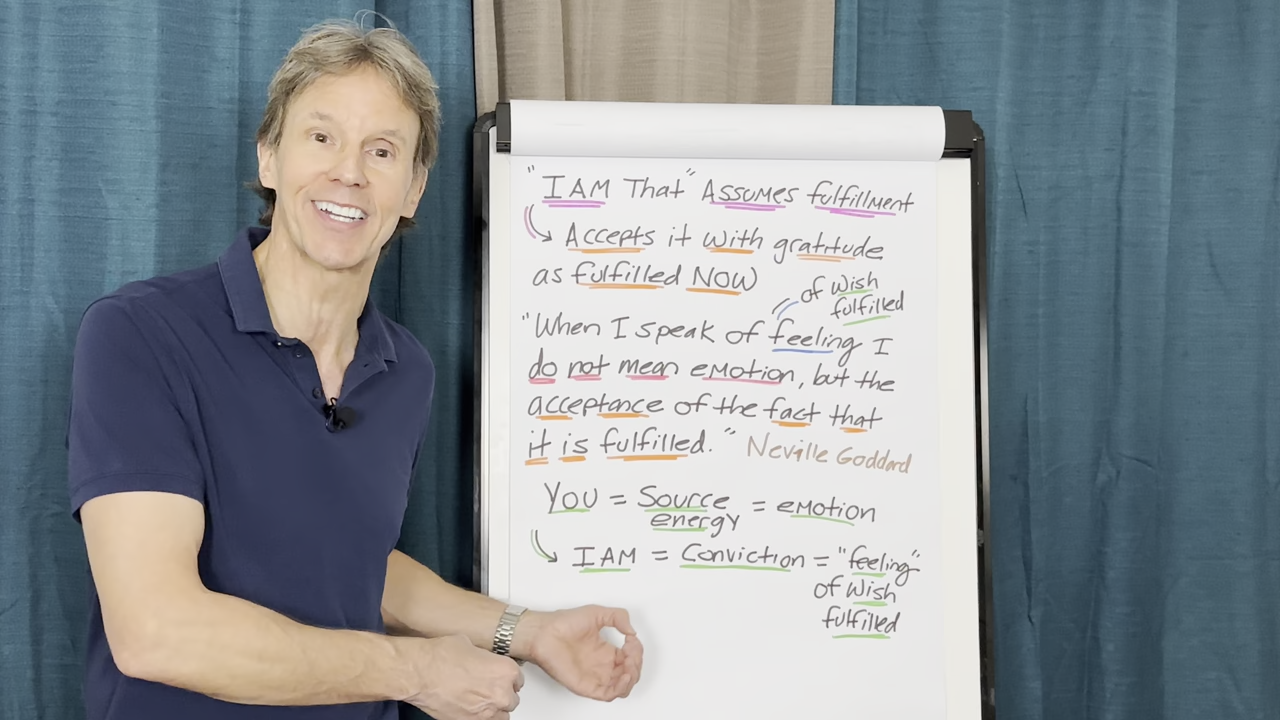 "I AM That" Assumes fulfillment
Accepts it with gratitude
as fulfilled NOW
of wish
fulfilled
"When I speak of feeling I
do not mean emotion, but the
acceptance of the fact that
it is fulfilled." Neville Goddard
You = Source energy = emotion
I AM = Conviction = "feeling"
of wish
fulfilled